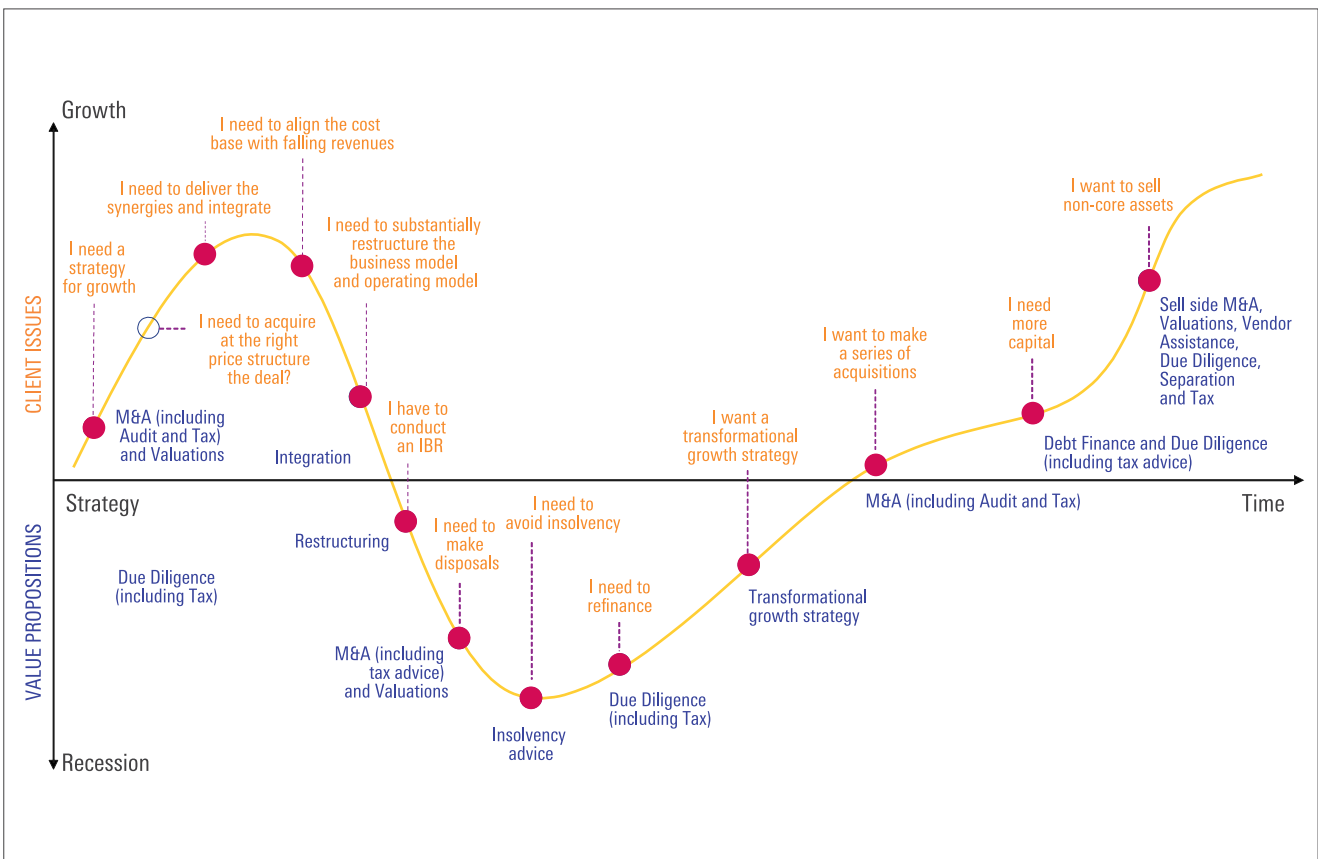 Growth
I need to align the cost
base with falling revenues
I need to deliver the
synergies and integrate
I need a
strategy
for growth
I need to substantially
restructure the
business model
and operating model
I need to acquire
at the right
price structure
the deal?
I want to sell
non-core assets
I need
more
capital
I want to make
a series of
acquisitions
I want a
transformational
growth strategy
I have to
conduct
an IBR
CLIENT ISSUES
M&A (including
Audit and Tax)
and Valuations
Integration
Sell side M&A,
Valuations, Vendor
Assistance,
Due Diligence,
Separation
and Tax
Debt Finance and Due Diligence
(including tax advice)
M&A (including Audit and Tax)
Strategy
Time
I need to
avoid insolvency
I need to
make
disposals
I need to
refinance
Restructuring
Due Diligence
(including Tax)
Transformational
growth strategy
VALUE PROPOSITIONS
M&A (including
tax advice)
and Valuations
Due Diligence
(including Tax)
Insolvency
advice
Recession